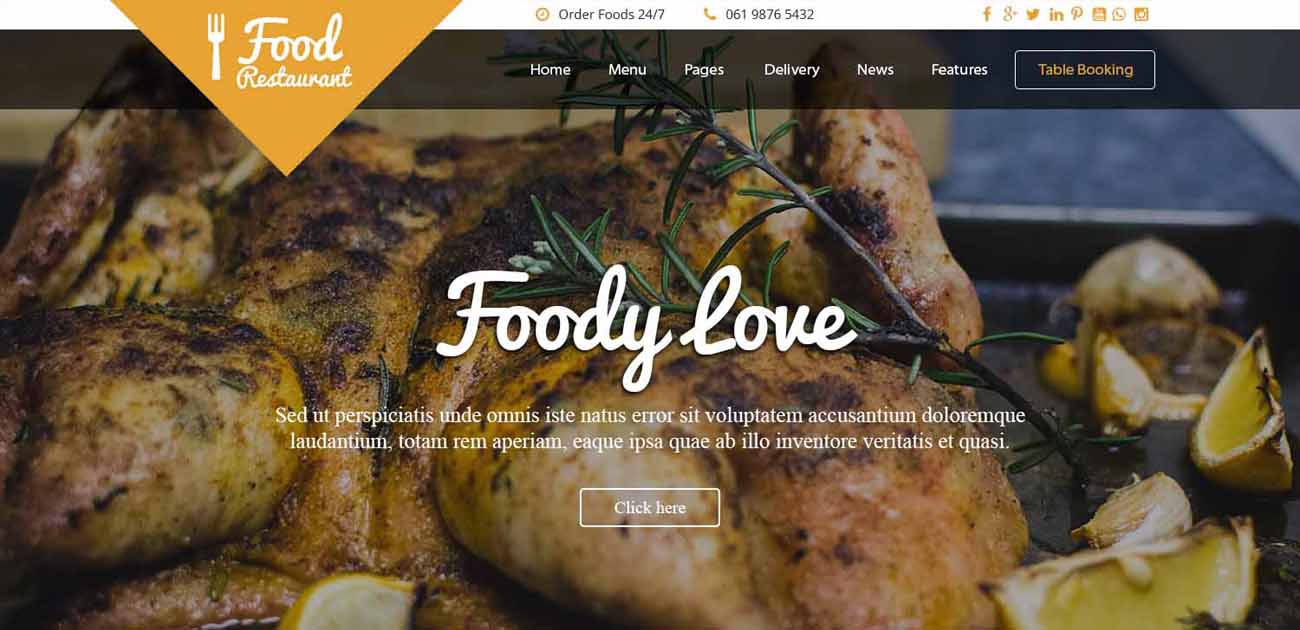 Order Foods 24/7
061 9876 5432
Food
Restaurant
Home
Menu
Pages
Delivery
News
Features
Table Booking
Foody Love
Sed ut perspiciatis unde omnis iste natus error sit voluptatem accusantium doloremque
laudantium, totam rem aperiam, eaque ipsa quae ab illo inventore veritatis et quasi.
Click here